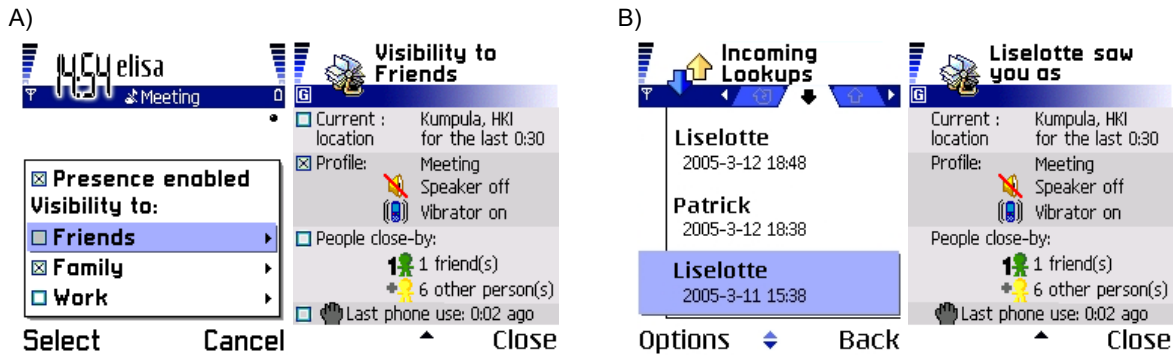 A)
14:54 elisa
Meeting
Presence enabled
Visibility to:
Friends
Family
Work
Select Cancel
Visibility to
Friends
G
Current : Kumpula, HKI
location for the last 0:30
Profile: Meeting
Speaker off
Vibrator on
People close-by:
1 1 friend(s)
+ 6 other person(s)
Last phone use: 0:02 ago
Close
B)
Incoming
Lookups
Liselotte
2005-3-12 18:48
Patrick
2005-3-12 18:38
Liselotte
2005-3-11 15:38
Options Back
Liselotte saw
you as
G
Current : Kumpula, HKI
location for the last 0:30
Profile: Meeting
Speaker off
Vibrator on
People close-by:
1 1 friend(s)
+ 6 other person(s)
Last phone use: 0:02 ago
Close